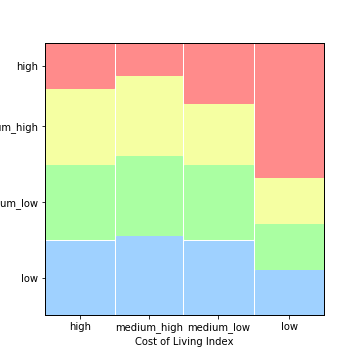 high
um_high
um_low
low
high
medium_high
medium_low
low
Cost of Living Index